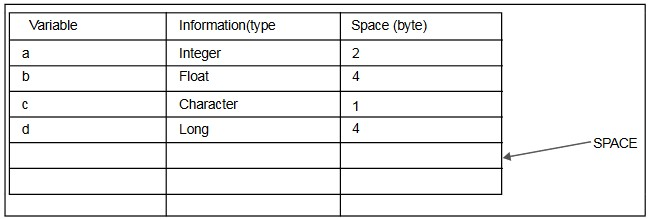 Variable Information(type Space (byte)
a Integer 2
b Float 4
c Character 1
d Long 4
SPACE